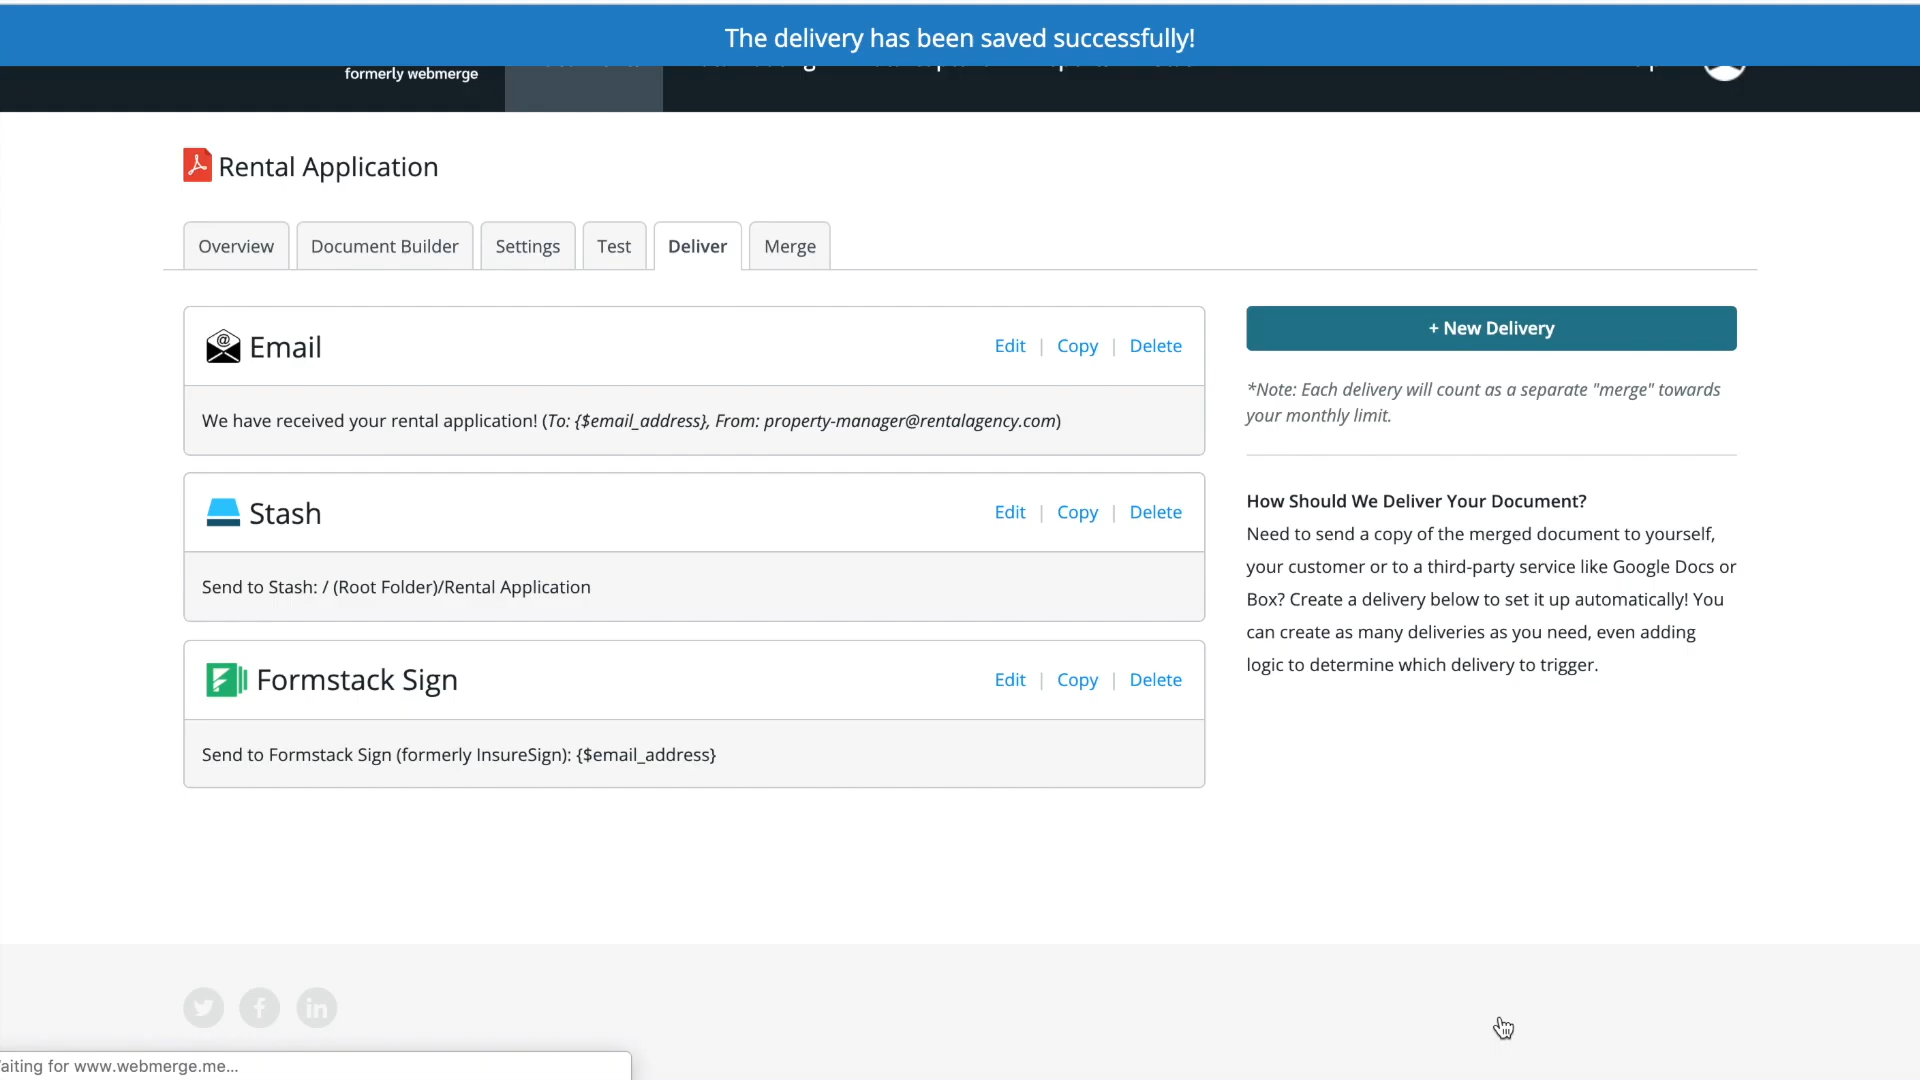 The delivery has been saved successfully!
formerly webmerge
Rental Application
Overview
Document Builder
Settings
Test
Deliver
Merge
Email
Edit | Copy | Delete
We have received your rental application! (To: {$email_address}, From: property-manager@rentalagency.com)
Stash
Edit | Copy | Delete
Send to Stash: / (Root Folder)/Rental Application
Formstack Sign
Edit | Copy | Delete
Send to Formstack Sign (formerly InsureSign): {$email_address}
+ New Delivery
*Note: Each delivery will count as a separate "merge" towards
your monthly limit.
How Should We Deliver Your Document?
Need to send a copy of the merged document to yourself,
your customer or to a third-party service like Google Docs or
Box? Create a delivery below to set it up automatically! You
can create as many deliveries as you need, even adding
logic to determine which delivery to trigger.
aiting for www.webmerge.me...